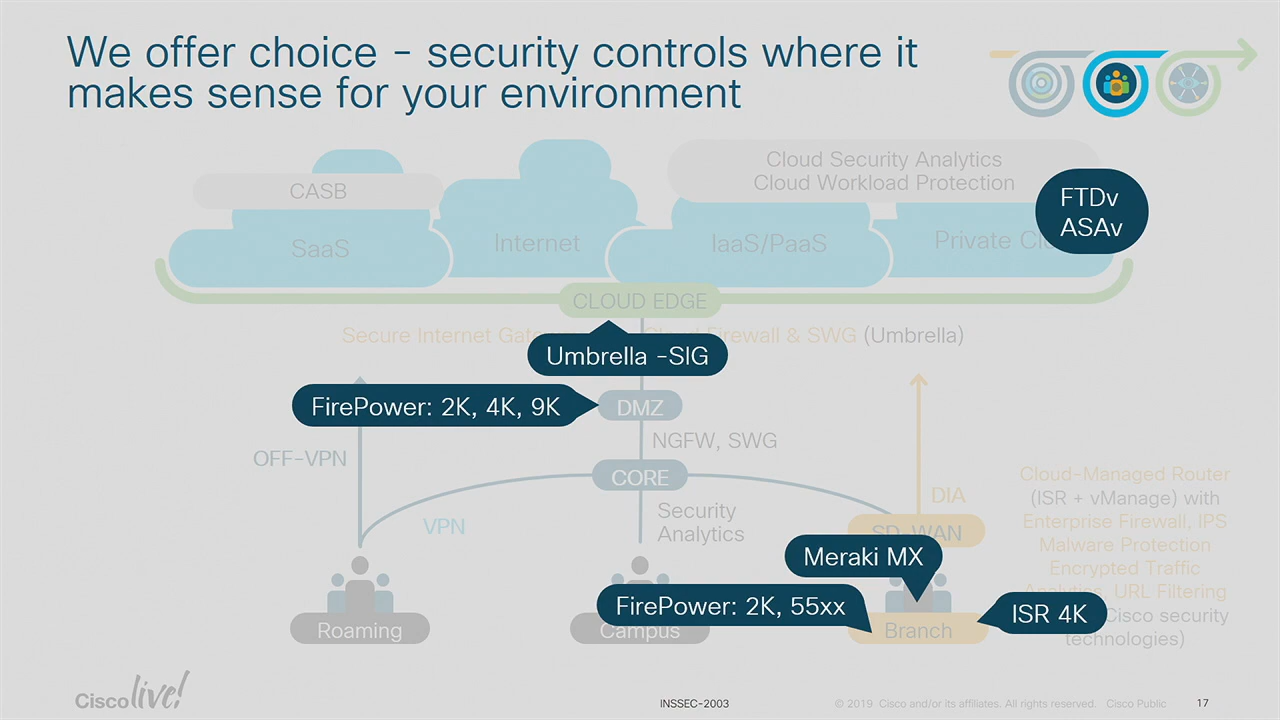 We offer choice - security controls where it
makes sense for your environment
Cloud Security Analytics
Cloud Workload Protection
CASB
FTDv
ASAv
SaaS
Internet
IaaS/PaaS
Private
CLOUD EDGE
Secure Internet
Firewall & SWG (Umbrella)
Umbrella -SIG
FirePower: 2K, 4K, 9K
DMZ
NGFW, SWG
OFF-VPN
CORE
Cloud-Managed Router
(ISR + vManage) with
Enterprise Firewall, IPS
Malware Protection
Encrypted Traffic
Analytics, URL Filtering
Cisco security
technologies)
DIA
VPN
Security
Analytics
SD-WAN
Meraki MX
FirePower: 2K, 55xx
ISR 4K
Roaming
Campus
Branch
Cisco live!
INSSEC-2003
© 2019 Cisco and/or its affiliates. All rights reserved. Cisco Public
17